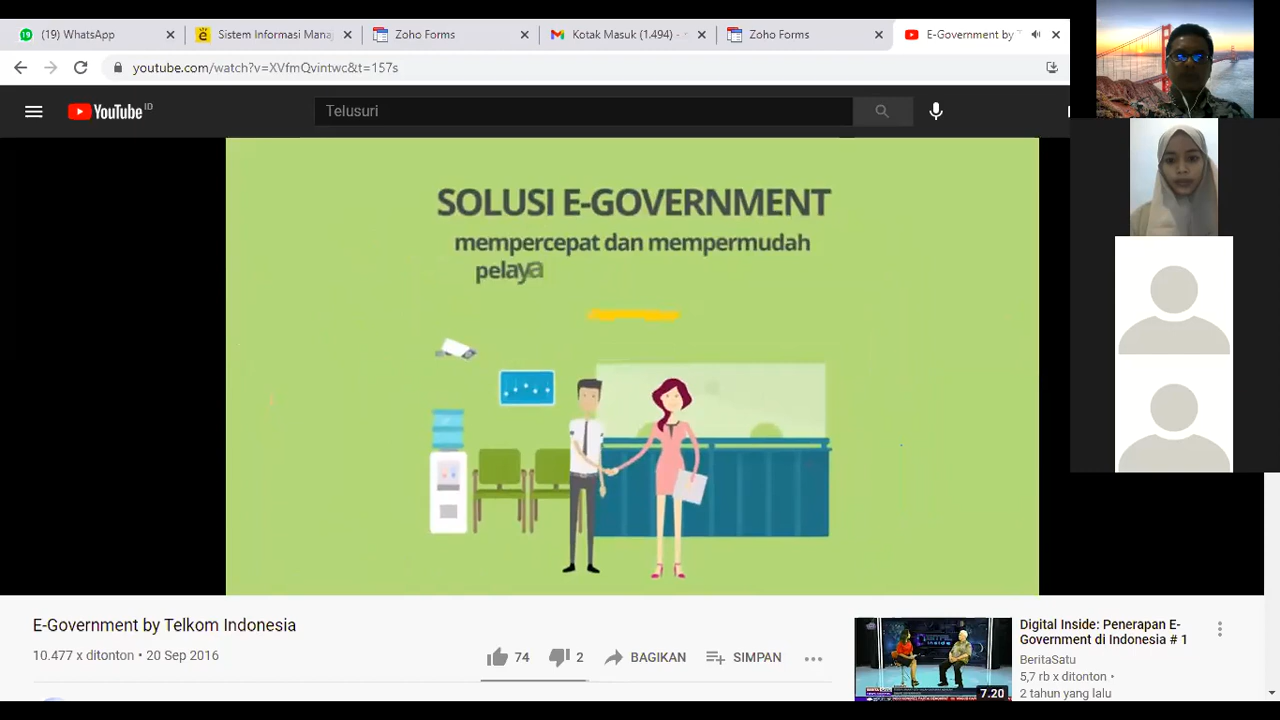 19
(19) WhatsApp
Sistem Informasi Mana
Zoho Forms
Kotak Masuk (1.494) -
Zoho Forms
E-Government by
youtube.com/watch?v=XVfmQvintwc&t=157s
YouTube ID
Telusuri
SOLUSI E-GOVERNMENT
mempercepat dan mempermudah
pelaya
E-Government by Telkom Indonesia
10.477 x ditonton • 20 Sep
74
2
BAGIKAN
SIMPAN
Digital Inside: Penerapan E-
Government di Indonesia # 1
BeritaSatu
5,7 rb x ditonton •
2 tahun yang lalu
7.20